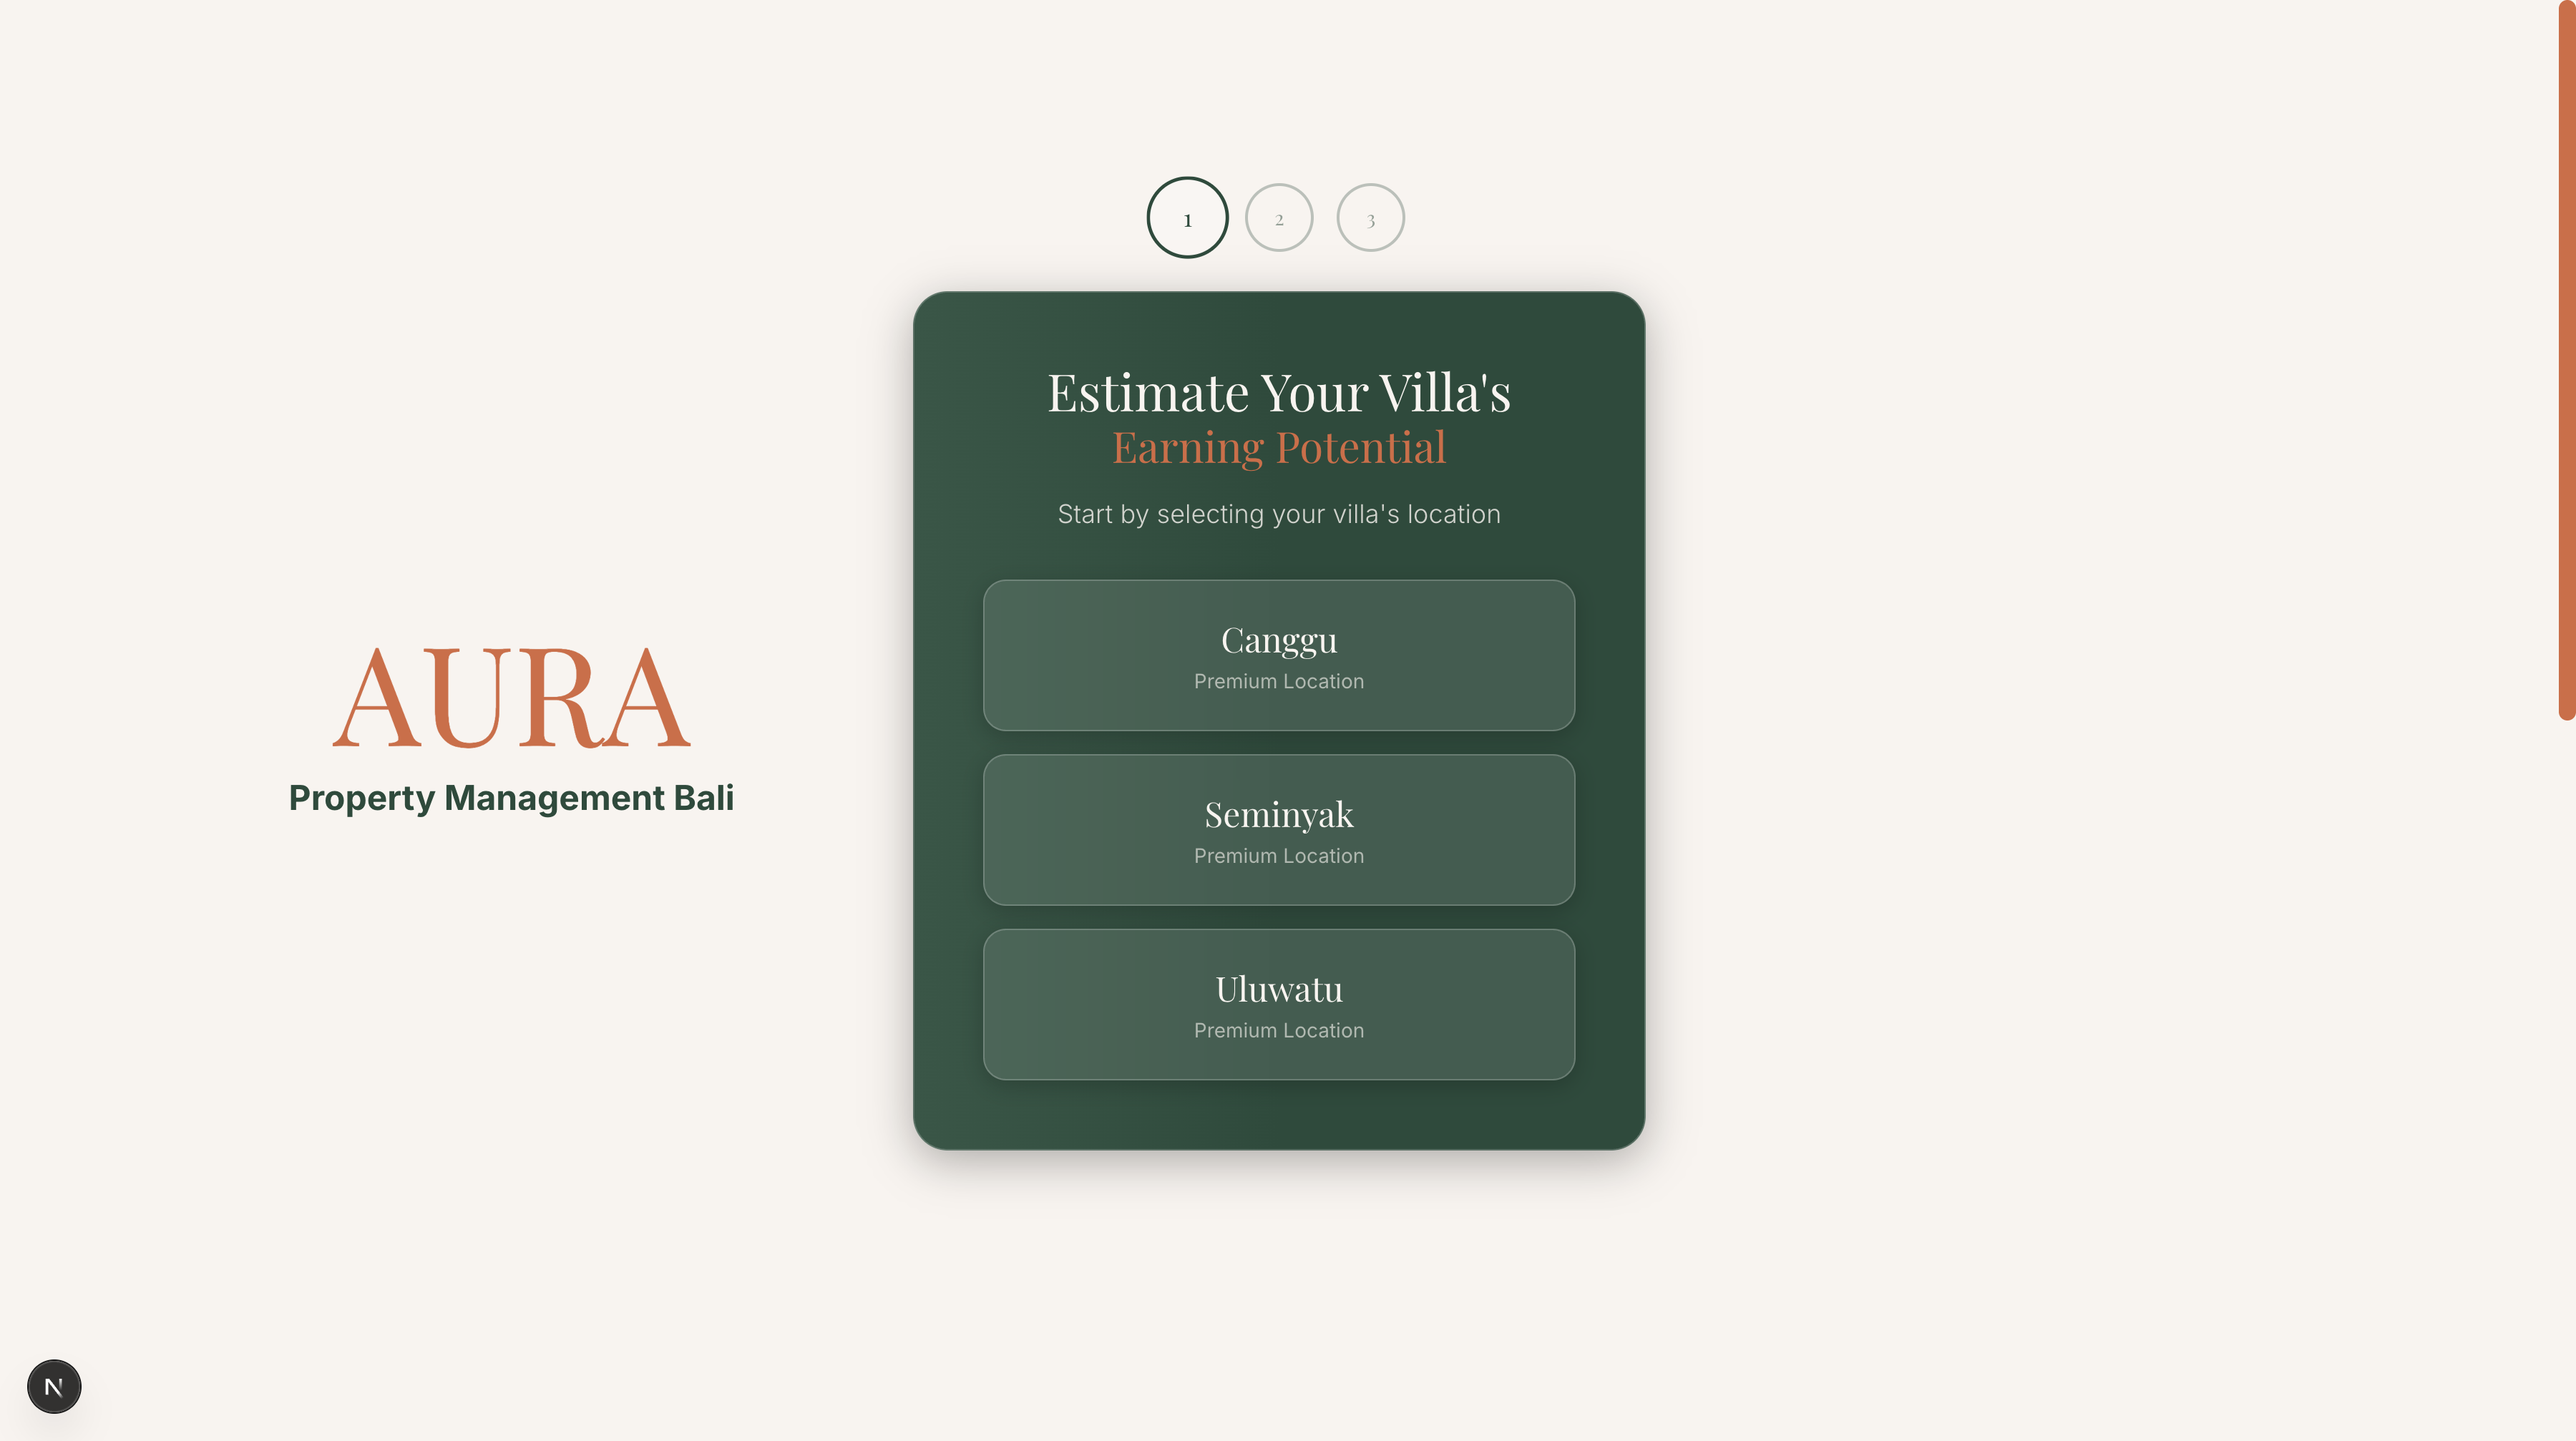 1 2 3
Estimate Your Villa's
Earning Potential
Start by selecting your villa's location
Canggu
Premium Location
Seminyak
Premium Location
Uluwatu
Premium Location
AURA
Property Management Bali
N